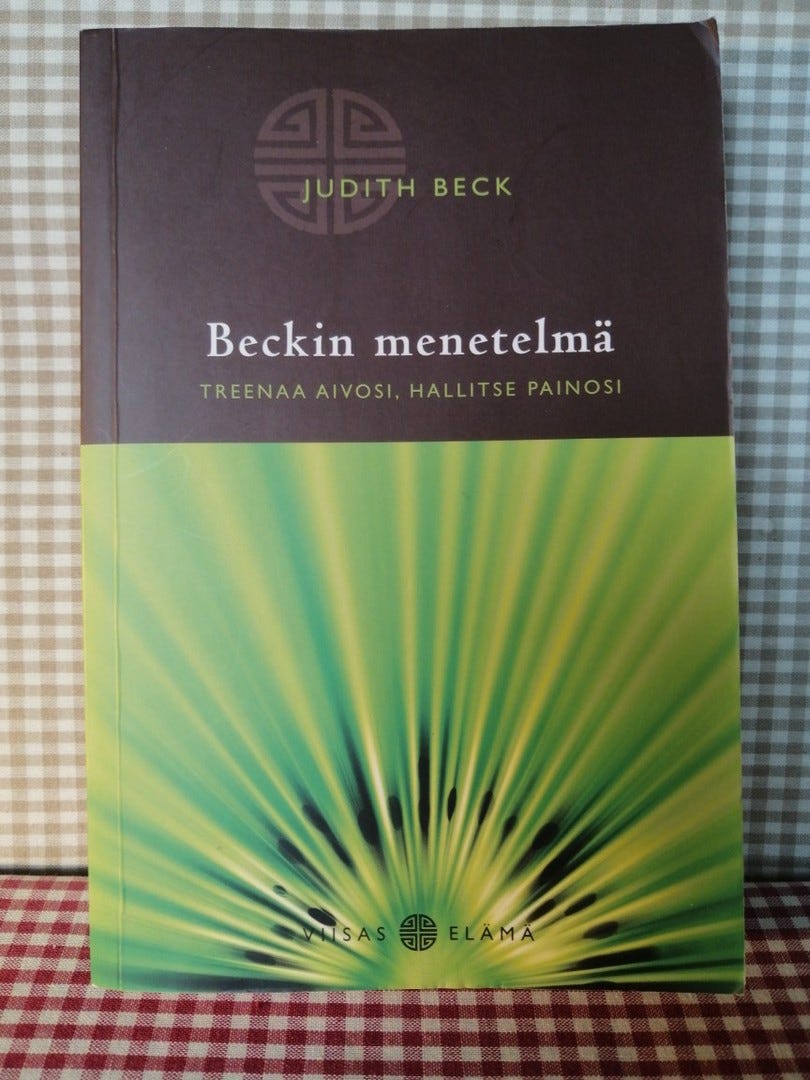 JUDITH BECK
Beckin menetelmä
TREENAA AIVOSI, HALLITSE PAINOSI
VIISAS ELÄMÄ